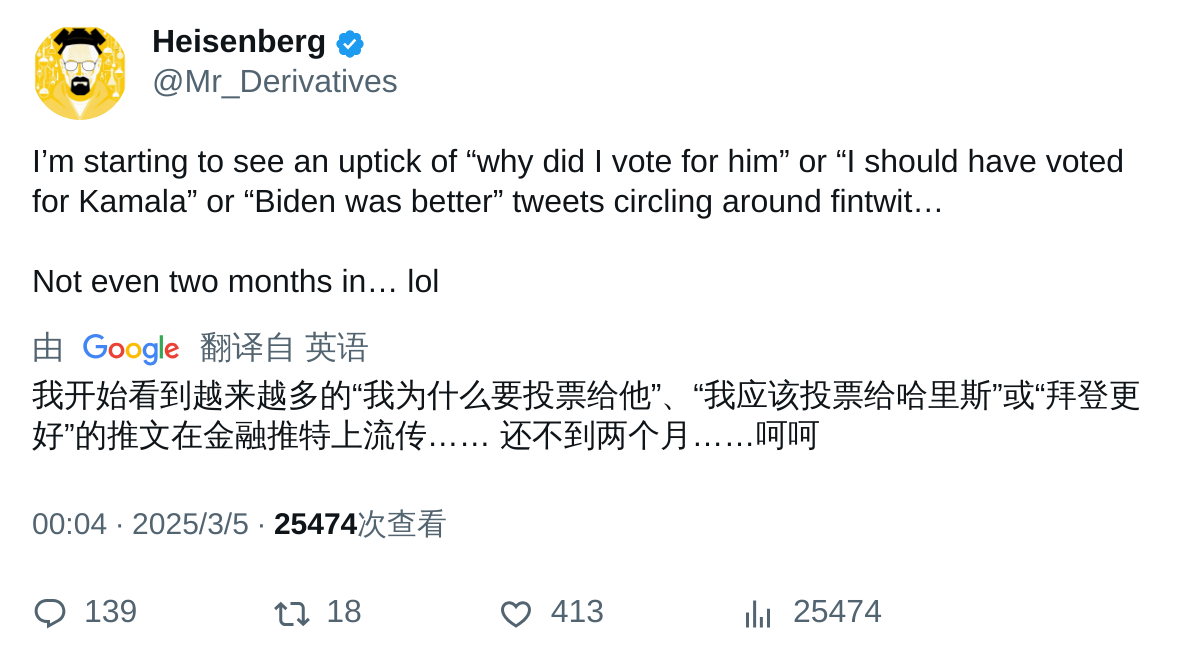 Heisenberg
@Mr_Derivatives
I’m starting to see an uptick of “why did I vote for him” or “I should have voted
for Kamala” or “Biden was better” tweets circling around fintwit…
Not even two months in… lol
由 Google 翻译自 英语
我开始看到越来越多的“我为什么要投票给他”、“我应该投票给哈里斯”或“拜登更
好”的推文在金融推特上流传…… 还不到两个月……呵呵
00:04 · 2025/3/5 · 25474次查看
139 18 413 25474